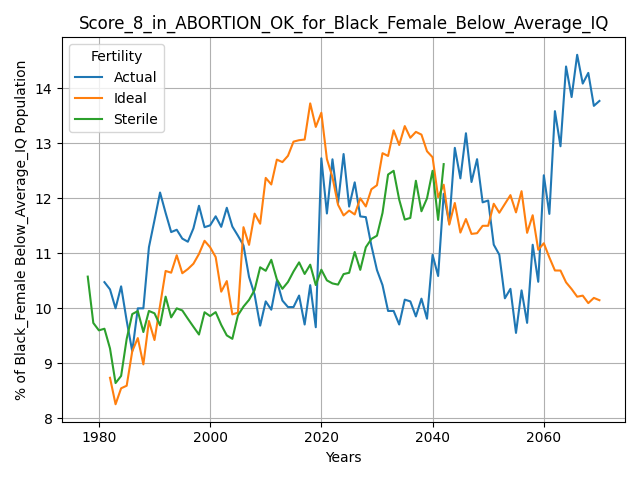 Score_8_in_ABORTION_OK_for_Black_Female_Below_Average_IQ
% of Black_Female Below_Average_IQ Population
Fertility
Actual
Ideal
Sterile
14
13
12
11
10
9
8
1980
2000
2020
2040
2060
Years